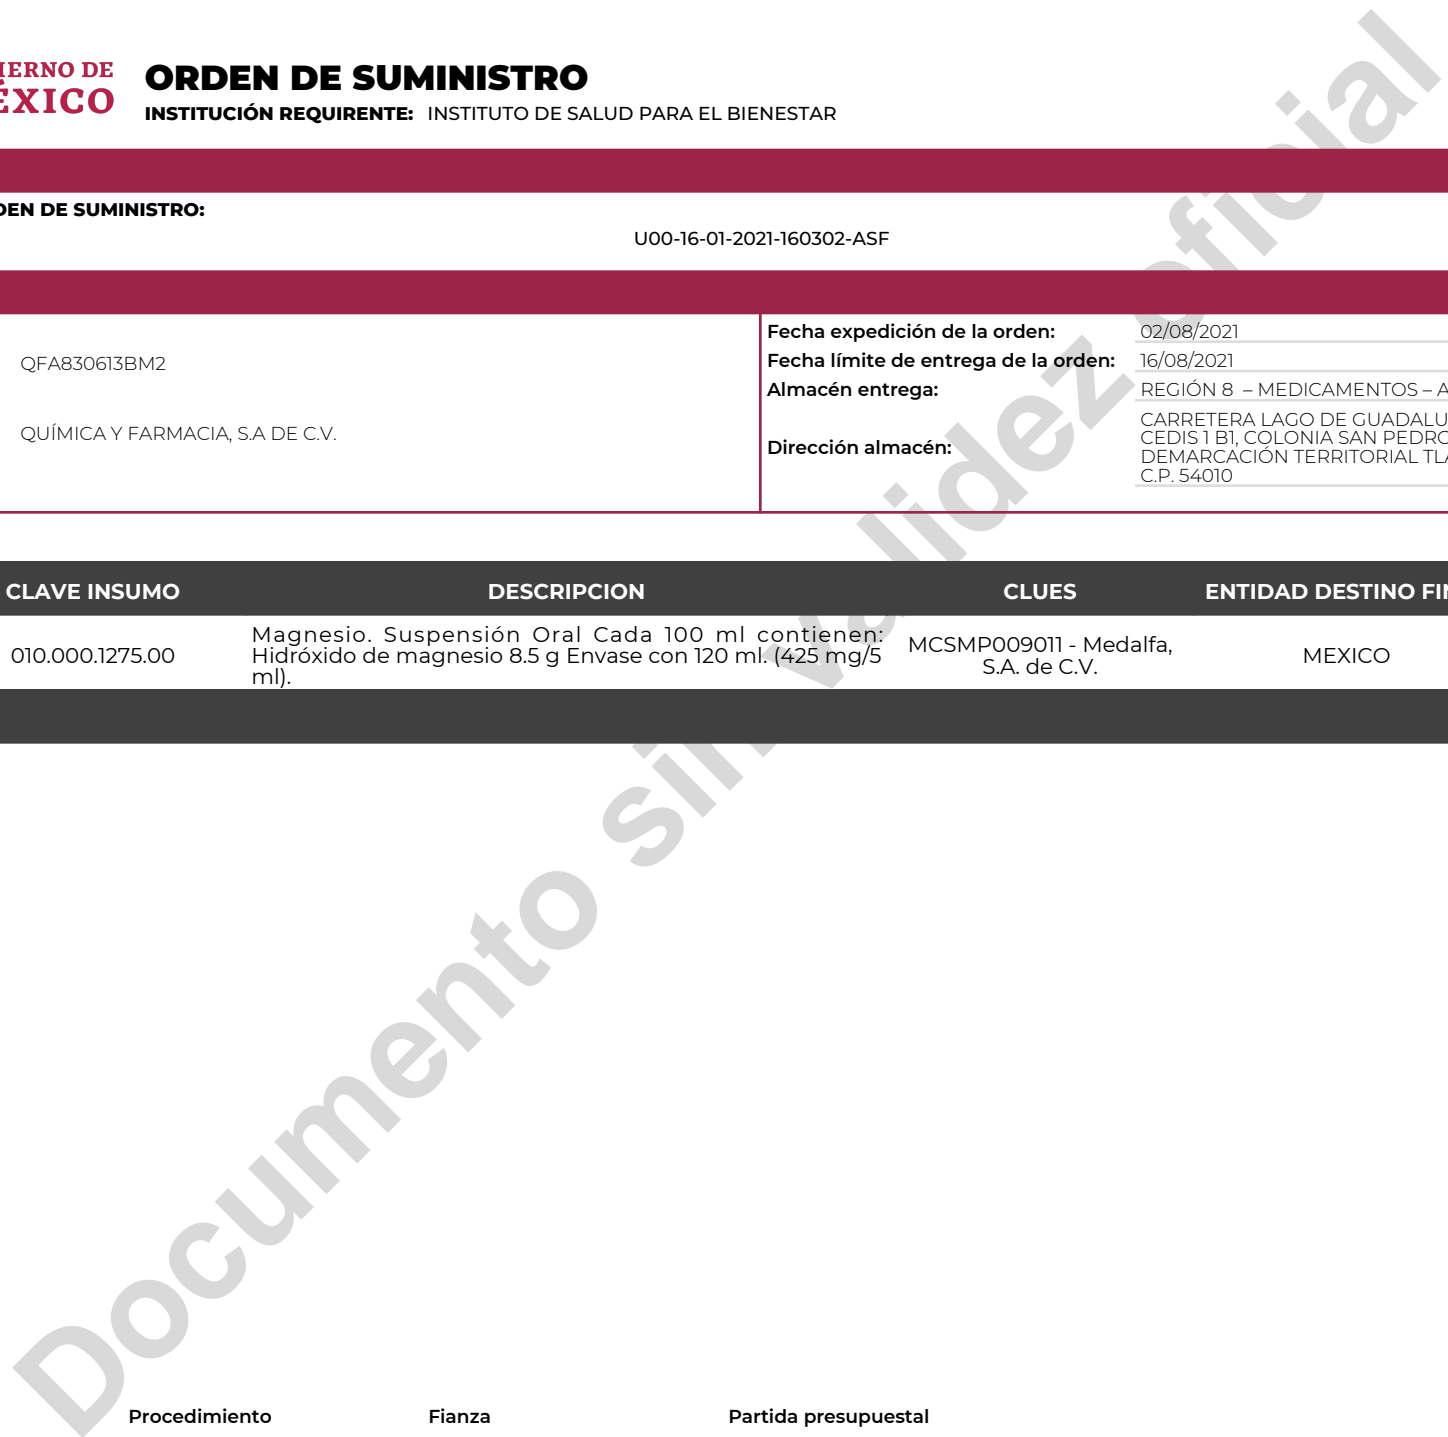 IERNO DE
ÉXICO
ORDEN DE SUMINISTRO
INSTITUCIÓN REQUIRENTE: INSTITUTO DE SALUD PARA EL BIENESTAR
DEN DE SUMINISTRO:
U00-16-01-2021-160302-ASF
QFA830613BM2
QUÍMICA Y FARMACIA, S.A DE C.V.
Fecha expedición de la orden: 02/08/2021
Fecha límite de entrega de la orden: 16/08/2021
Almacén entrega: REGIÓN 8 – MEDICAMENTOS – A
Dirección almacén:
CARRETERA LAGO DE GUADALU
CEDIS 1 B1, COLONIA SAN PEDRO
DEMARCACIÓN TERRITORIAL TLA
C.P. 54010
CLAVE INSUMO DESCRIPCION CLUES ENTIDAD DESTINO FIN
010.000.1275.00
Magnesio. Suspensión Oral Cada 100 ml contienen:
Hidróxido de magnesio 8.5 g Envase con 120 ml. (425 mg/5
ml).
MCSMP009011 - Medalfa,
S.A. de C.V.
MEXICO
Documento sin validez oficial
Procedimiento Fianza Partida presupuestal